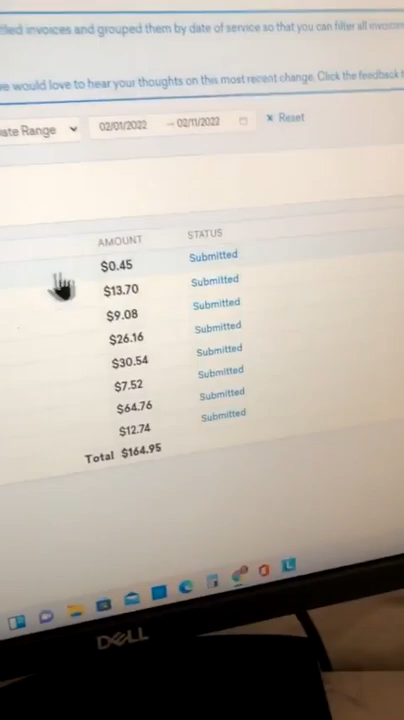 invoices and grouped them by date of service so that you can filter all
we would love to hear your thoughts on this most recent change. Click the feedback
Range 02/01/2022 → 02/11/2022 × Reset
AMOUNT STATUS
$0.45 Submitted
$13.70 Submitted
$9.08 Submitted
$26.16 Submitted
$30.54 Submitted
$7.52 Submitted
$64.76 Submitted
$12.74 Submitted
Total $164.95
DELL